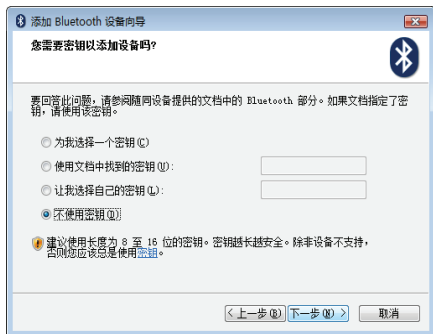 添加 Bluetooth 设备向导
您需要密钥以添加设备吗?
要回答此问题，请参阅随同设备提供的文档中的 Bluetooth 部分。如果文档指定了密
钥，请使用该密钥。
为我选择一个密钥(C)
使用文档中找到的密钥(U):
让我选择自己的密钥(L):
不使用密钥(D)
建议使用长度为 8 至 16 位的密钥。密钥越长越安全。除非设备不支持，
否则您应该总是使用密钥。
< 上一步(B) 下一步(N) > 取消